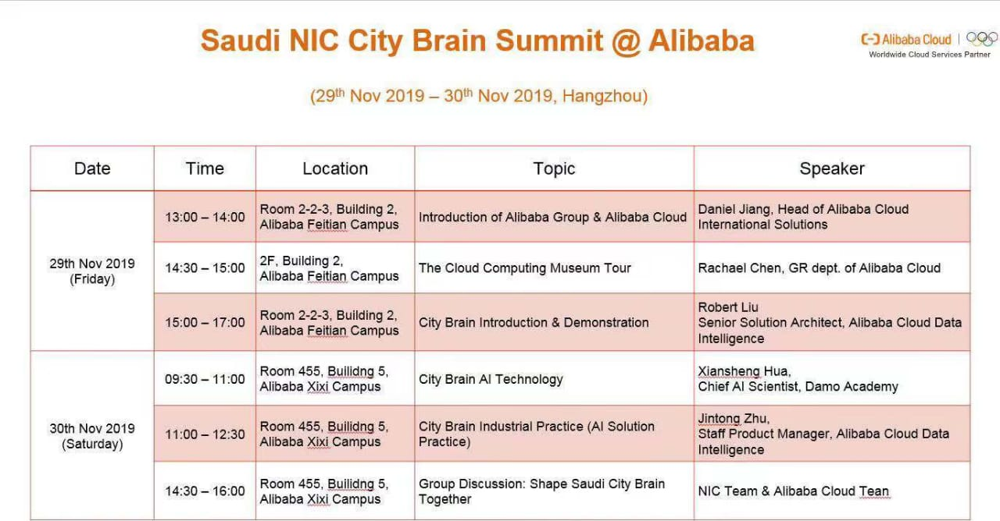 Saudi NIC City Brain Summit @ Alibaba
Alibaba Cloud
Worldwide Cloud Services Partner
(29th Nov 2019 – 30th Nov 2019, Hangzhou)
Date
Time
Location
Topic
Speaker
29th Nov 2019
(Friday)
13:00 – 14:00
Room 2-2-3, Building 2,
Alibaba Feitian Campus
Introduction of Alibaba Group & Alibaba Cloud
Daniel Jiang, Head of Alibaba Cloud
International Solutions
14:30 – 15:00
2F, Building 2,
Alibaba Feitian Campus
The Cloud Computing Museum Tour
Rachael Chen, GR dept. of Alibaba Cloud
15:00 – 17:00
Room 2-2-3, Building 2,
Alibaba Feitian Campus
City Brain Introduction & Demonstration
Robert Liu
Senior Solution Architect, Alibaba Cloud Data
Intelligence
30th Nov 2019
(Saturday)
09:30 – 11:00
Room 455, Builidng 5,
Alibaba Xixi Campus
City Brain AI Technology
Xiansheng Hua,
Chief AI Scientist, Damo Academy
11:00 – 12:30
Room 455, Builidng 5,
Alibaba Xixi Campus
City Brain Industrial Practice (AI Solution
Practice)
Jintong Zhu,
Staff Product Manager, Alibaba Cloud Data
Intelligence
14:30 – 16:00
Room 455, Builidng 5,
Alibaba Xixi Campus
Group Discussion: Shape Saudi City Brain
Together
NIC Team & Alibaba Cloud Tean